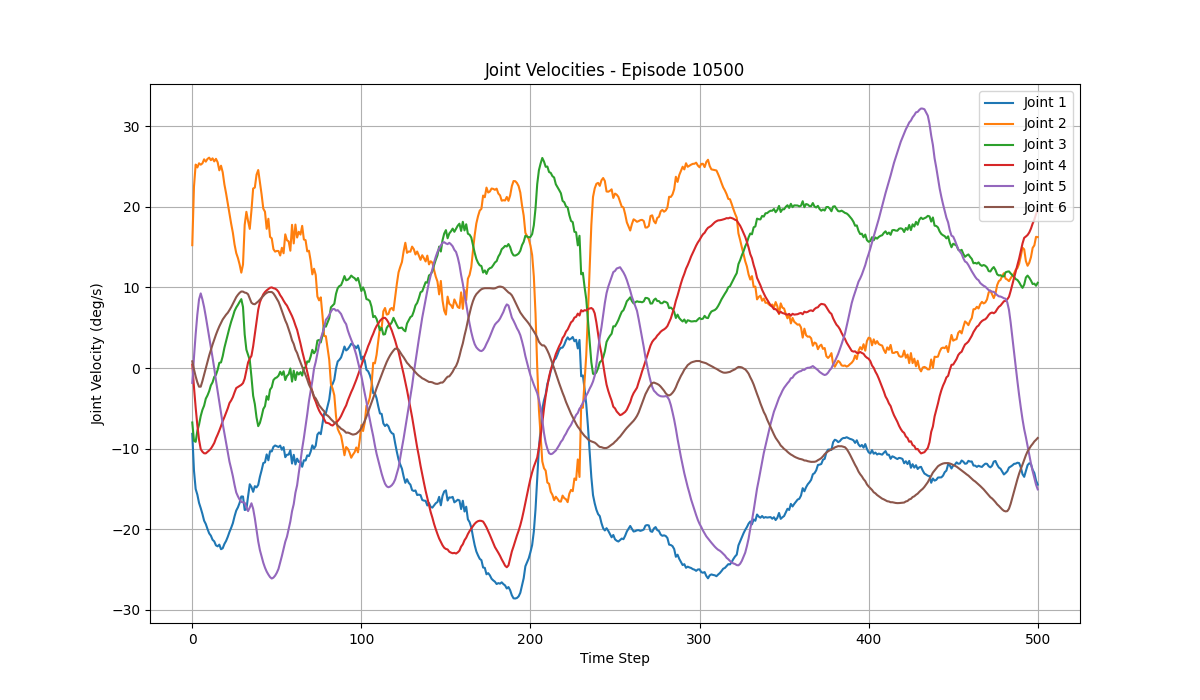 Joint Velocities - Episode 10500
Joint Velocity (deg/s)
30
20
10
0
−10
−20
−30
Joint 1
Joint 2
Joint 3
Joint 4
Joint 5
Joint 6
0
100
200
300
400
500
Time Step